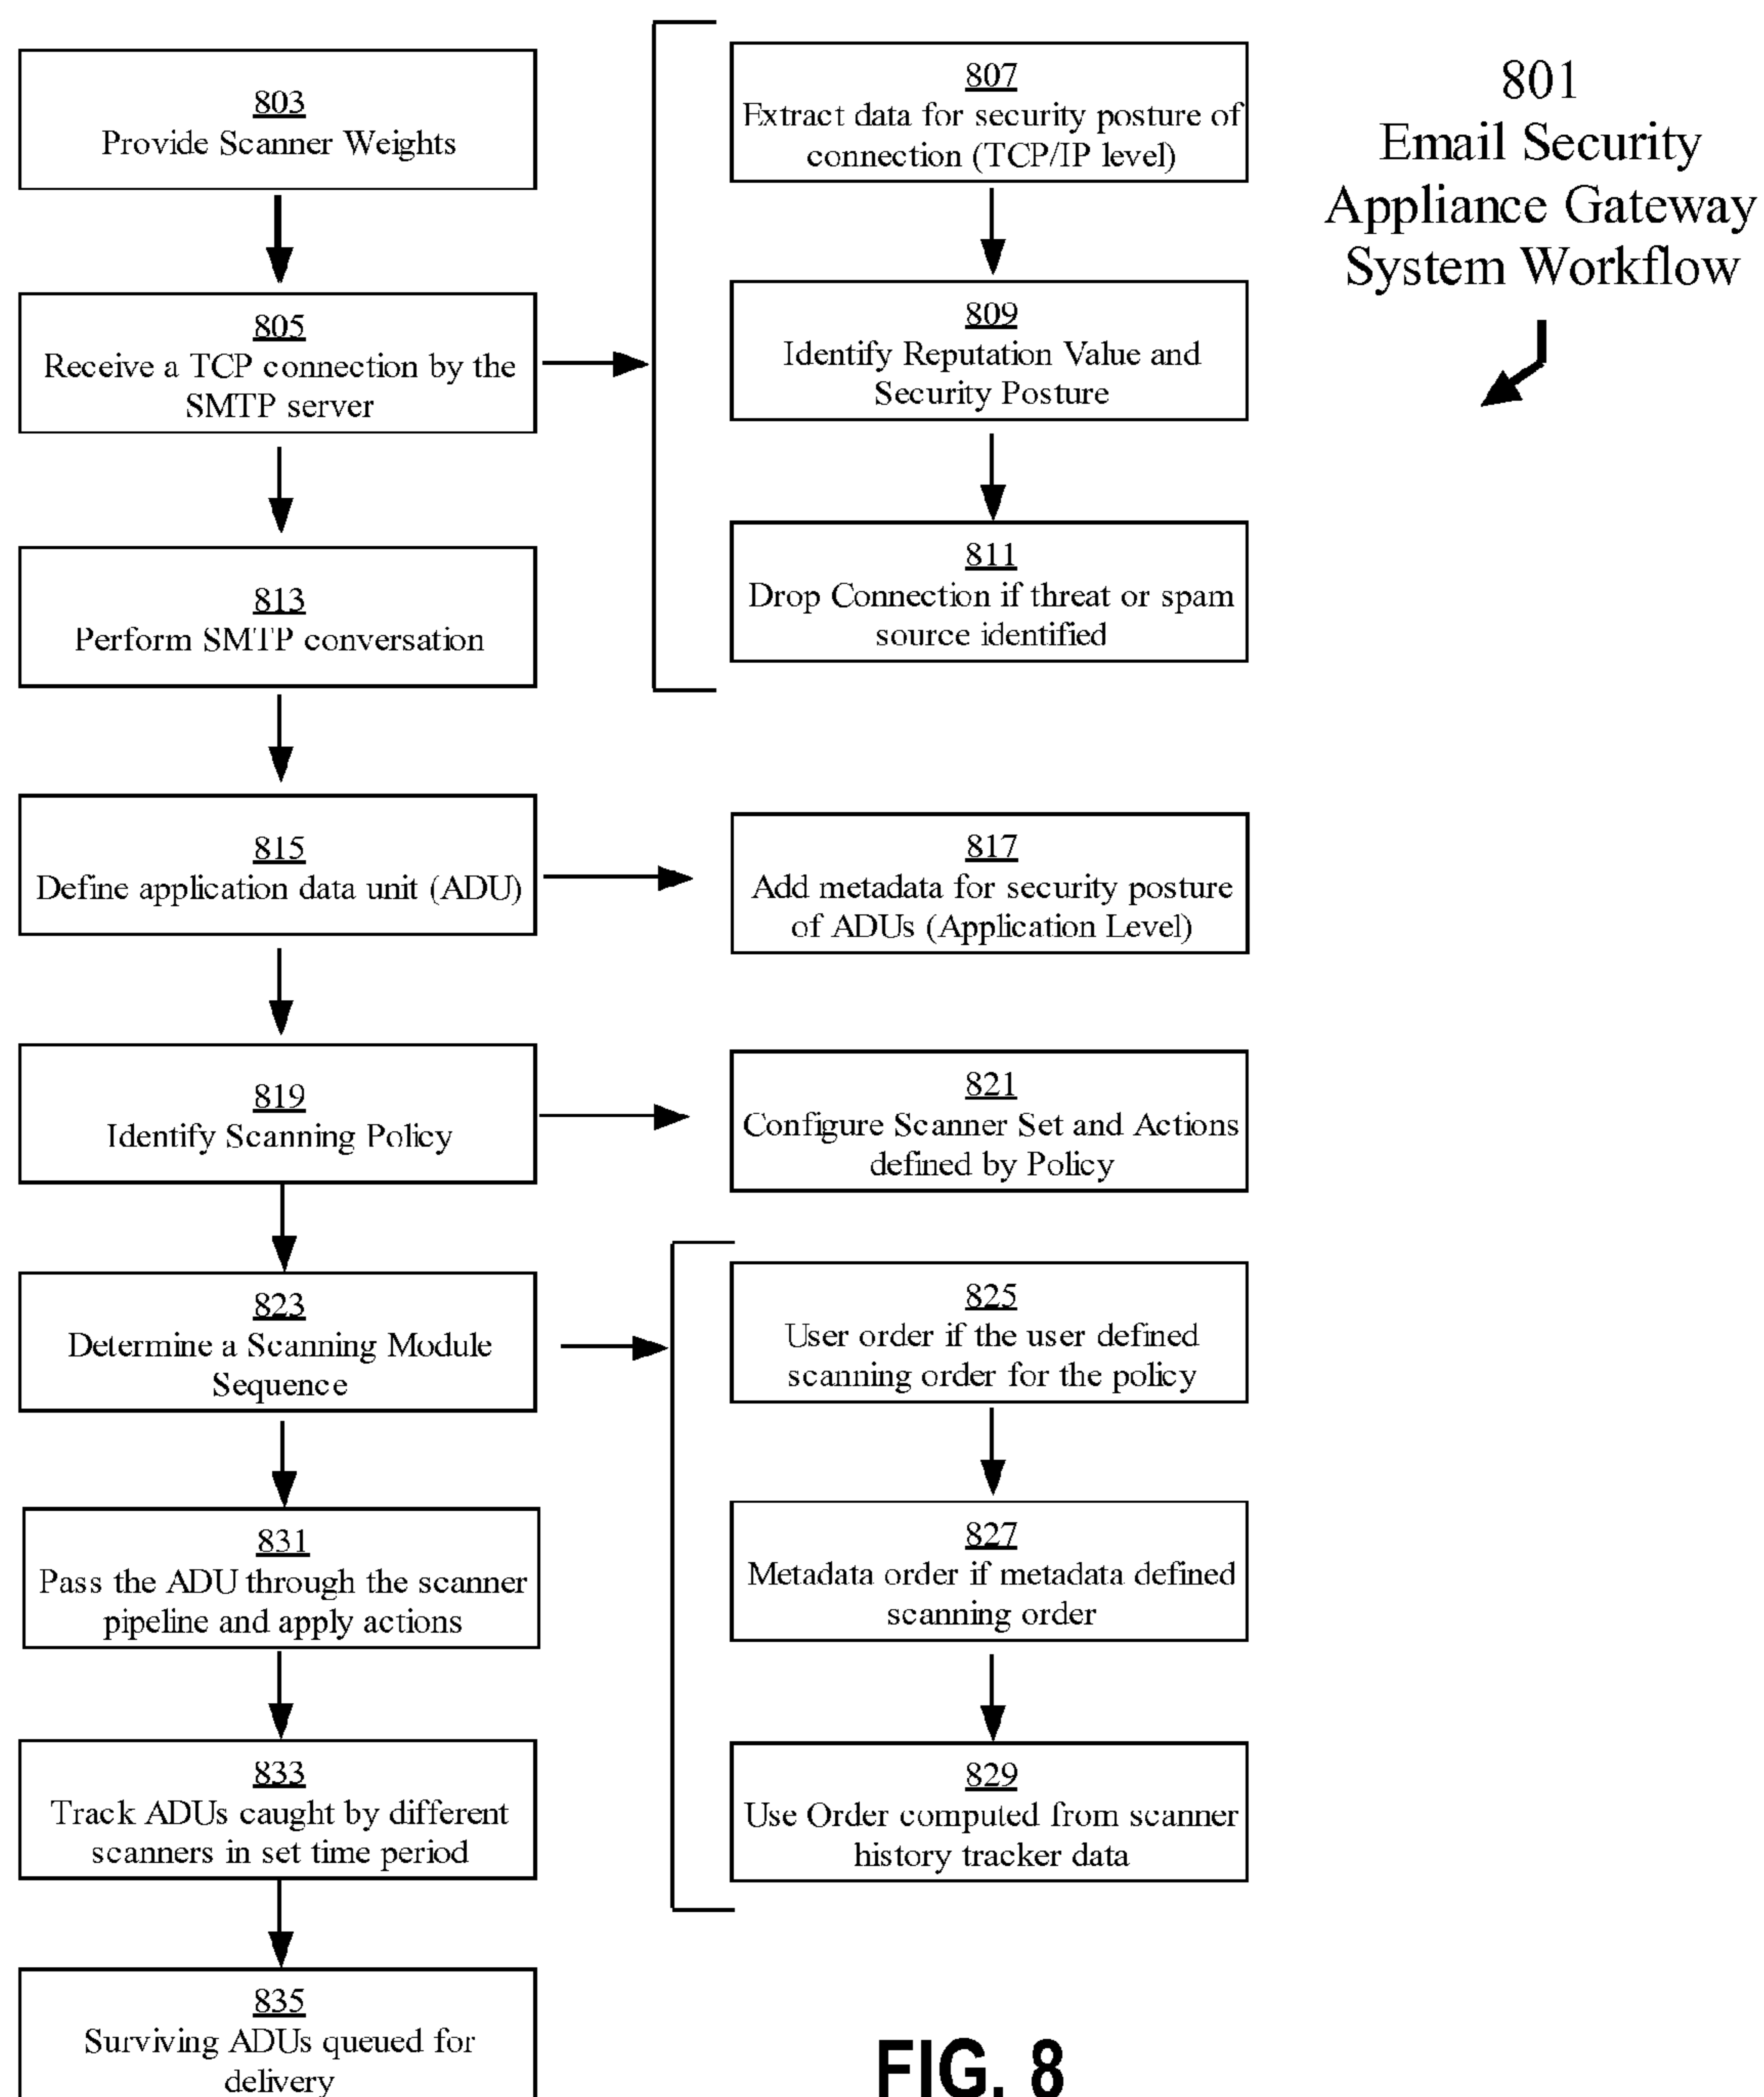 803
Provide Scanner Weights
805
Receive a TCP connection by the
SMTP server
807
Extract data for security posture of
connection (TCP/IP level)
809
Identify Reputation Value and
Security Posture
811
Drop Connection if threat or spam
source identified
801
Email Security
Appliance Gateway
System Workflow
813
Perform SMTP conversation
815
Define application data unit (ADU)
817
Add metadata for security posture
of ADUs (Application Level)
819
Identify Scanning Policy
821
Configure Scanner Set and Actions
defined by Policy
823
Determine a Scanning Module
Sequence
825
User order if the user defined
scanning order for the policy
827
Metadata order if metadata defined
scanning order
829
Use Order computed from scanner
history tracker data
831
Pass the ADU through the scanner
pipeline and apply actions
833
Track ADUs caught by different
scanners in set time period
835
Surviving ADUs queued for
delivery
FIG. 8